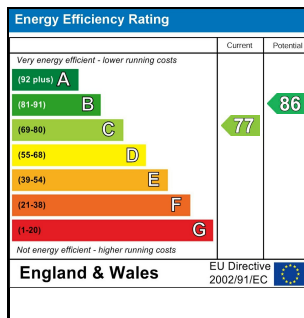 Energy Efficiency Rating
Current Potential
Very energy efficient - lower running costs
(92 plus) A
(81-91) B
(69-80) C
(55-68) D
(39-54) E
(21-38) F
(1-20) G
77
86
Not energy efficient - higher running costs
England & Wales
EU Directive
2002/91/EC